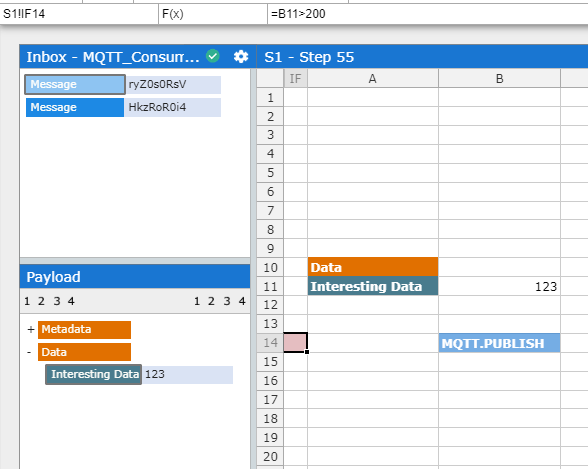 S1!IF14 F(x) =B11>200
Inbox - MQTT_Consum...
Message ryZ0s0RsV
Message HkzRoR0i4
Payload
1 2 3 4 1 2 3 4
+ Metadata
- Data
Interesting Data 123
S1 - Step 55
IF A B
1
2
3
4
5
6
7
8
9
10 Data
11 Interesting Data 123
12
13
14 MQTT.PUBLISH
15
16
17
18
19
20